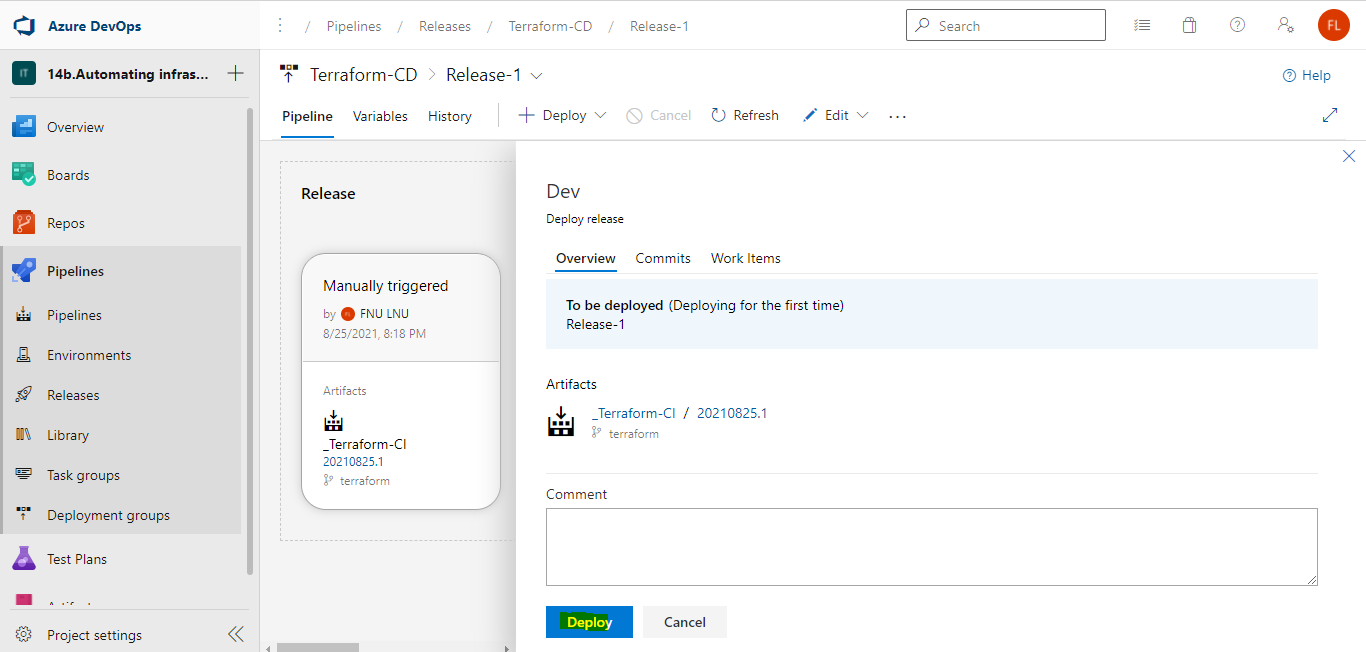 Azure DevOps
/ Pipelines / Releases / Terraform-CD / Release-1
Search
FL
IT
14b.Automating infras...
Terraform-CD > Release-1
Help
Pipeline
Variables
History
Deploy
Cancel
Refresh
Edit
...
Overview
Boards
Repos
Pipelines
Pipelines
Environments
Releases
Library
Task groups
Deployment groups
Test Plans
Project settings
Release
Manually triggered
by FL FNU LNU
8/25/2021, 8:18 PM
Artifacts
_Terraform-CI
20210825.1
terraform
Dev
Deploy release
Overview
Commits
Work Items
To be deployed (Deploying for the first time)
Release-1
Artifacts
_Terraform-CI / 20210825.1
terraform
Comment
Deploy
Cancel